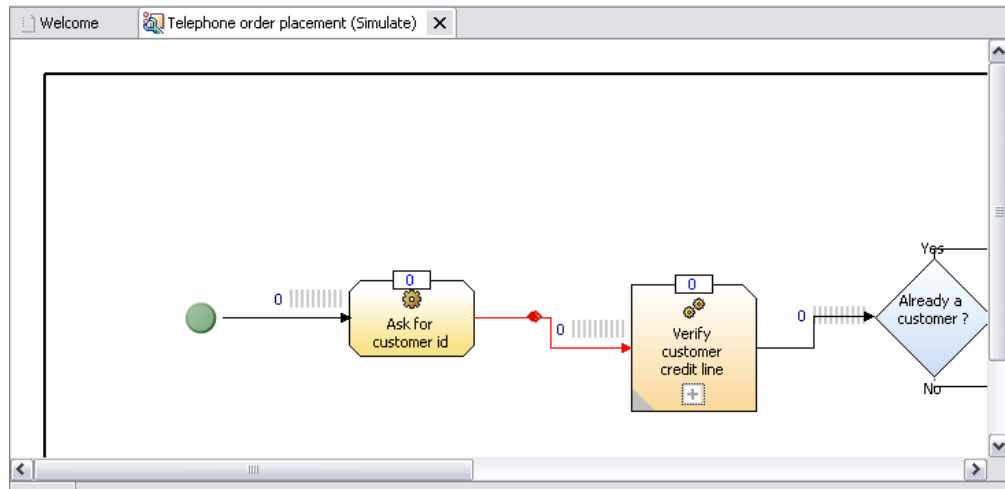 Welcome
Telephone order placement (Simulate)
Yes
0
0
0
Ask for
customer id
0
0
Verify
customer
credit line
0
Already a
customer ?
No